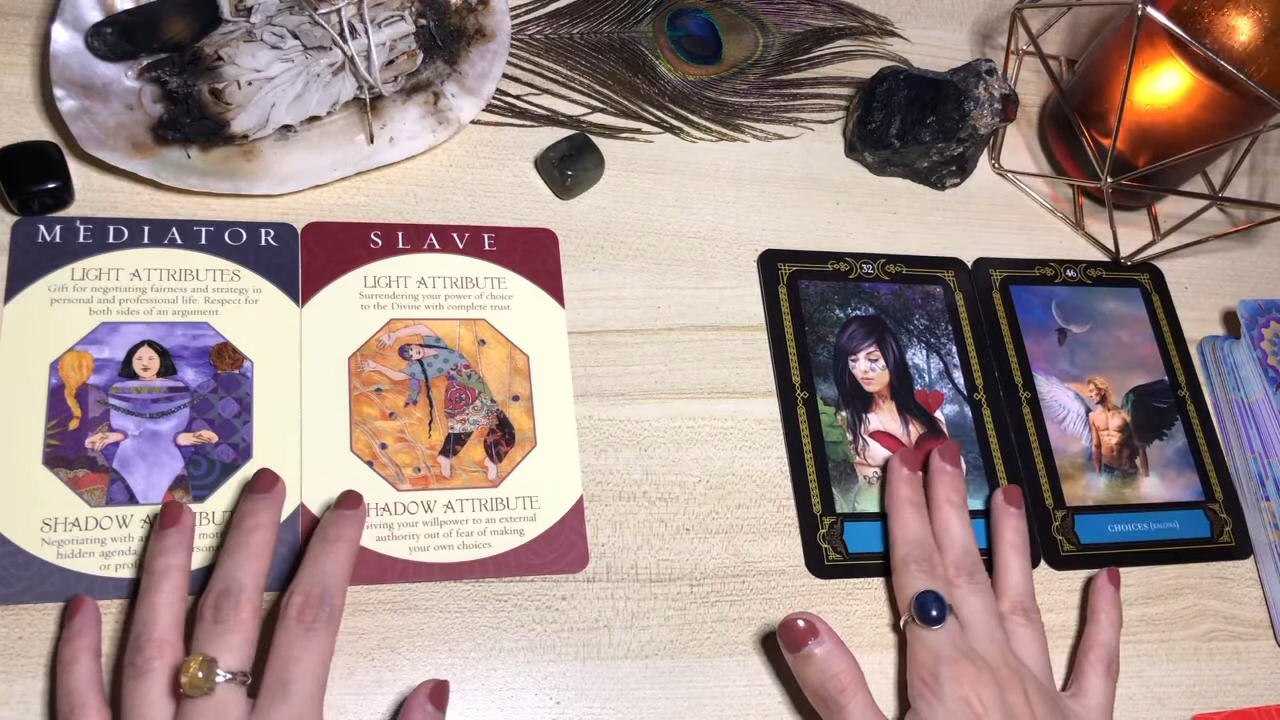 MEDIATOR
LIGHT ATTRIBUTES
Gift for negotiating fairness and strategy in
personal and professional life. Respect for
both sides of an argument.
SHADOW
Negotiating with
hidden agenda,
or
SLAVE
LIGHT ATTRIBUTE
Surrendering your power of choice
to the Divine with complete trust.
SHADOW ATTRIBUTE
Giving your willpower to an external
authority out of fear of making
your own choices.
32
46
CHOICES (SALONA)